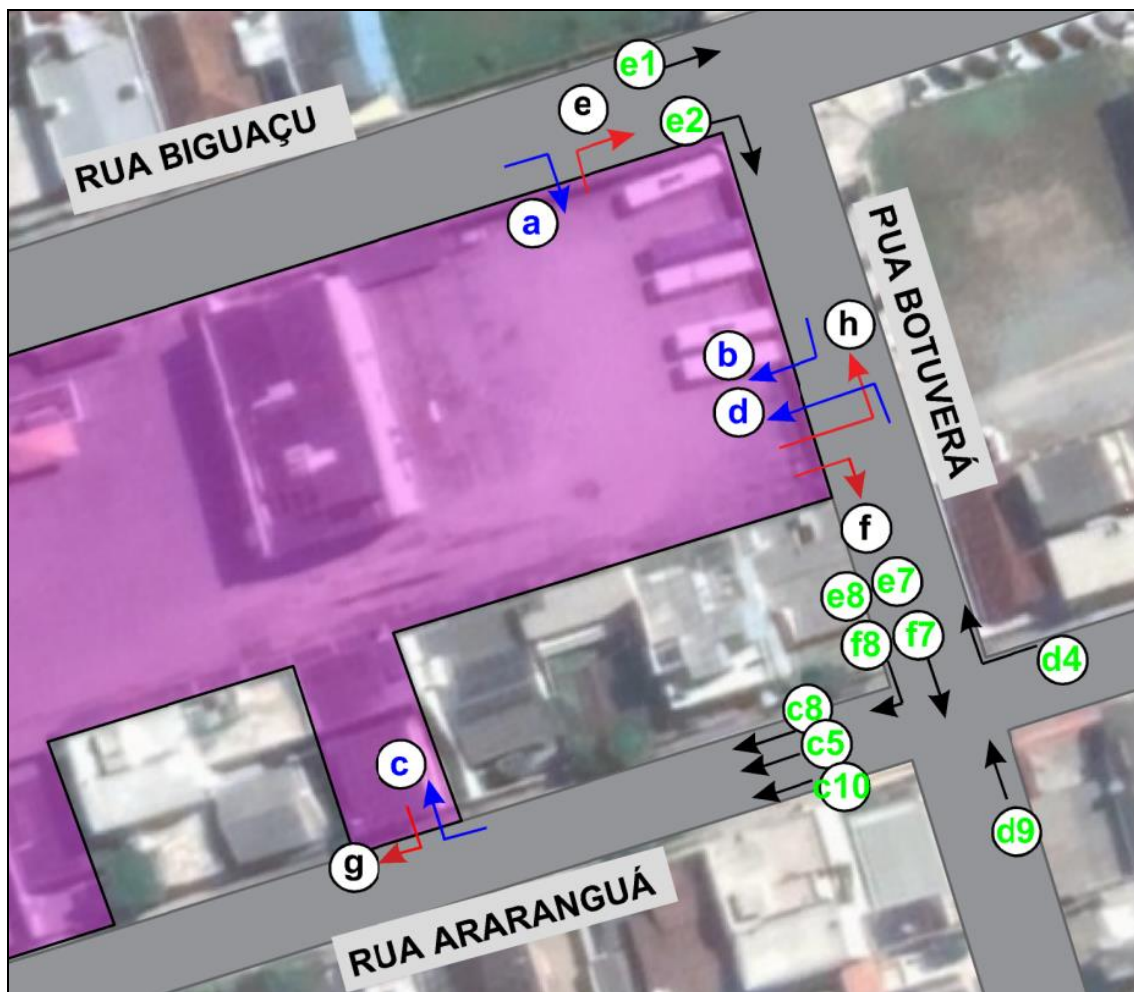 e1
e
e2
RUA BIGUAÇU
a
RUA BOTUVERÁ
h
b
d
f
e7
e8
f7
f8
d4
c8
c5
c
c10
d9
g
RUA ARARANGUÁ